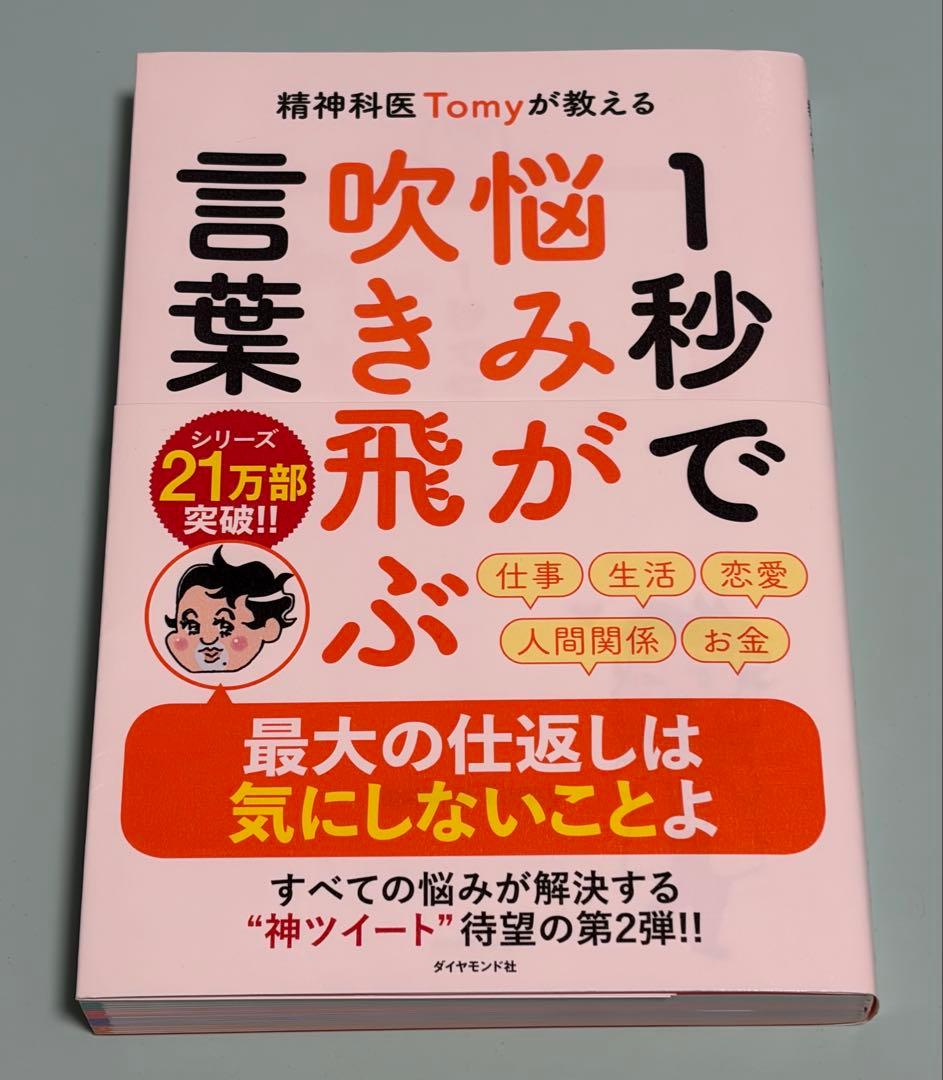 精神科医Tomyが教える
1秒で
悩みが
吹き飛ぶ
言葉
シリーズ
21万部
突破!!
仕事
生活
恋愛
人間関係
お金
最大の仕返しは
気にしないことよ
すべての悩みが解決する
“神ツイート”待望の第2弾!!
ダイヤモンド社